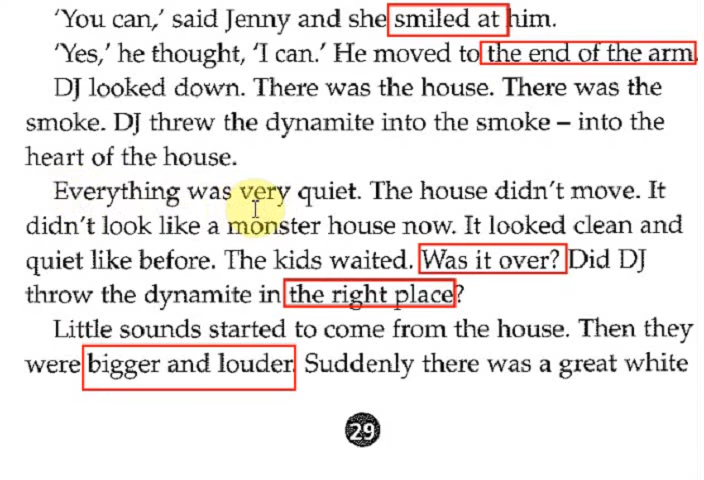 ‘You can,’ said Jenny and she smiled at him.
‘Yes,’ he thought, ‘I can.’ He moved to the end of the arm.
DJ looked down. There was the house. There was the
smoke. DJ threw the dynamite into the smoke – into the
heart of the house.
Everything was very quiet. The house didn’t move. It
didn’t look like a monster house now. It looked clean and
quiet like before. The kids waited. Was it over? Did DJ
throw the dynamite in the right place?
Little sounds started to come from the house. Then they
were bigger and louder. Suddenly there was a great white
29